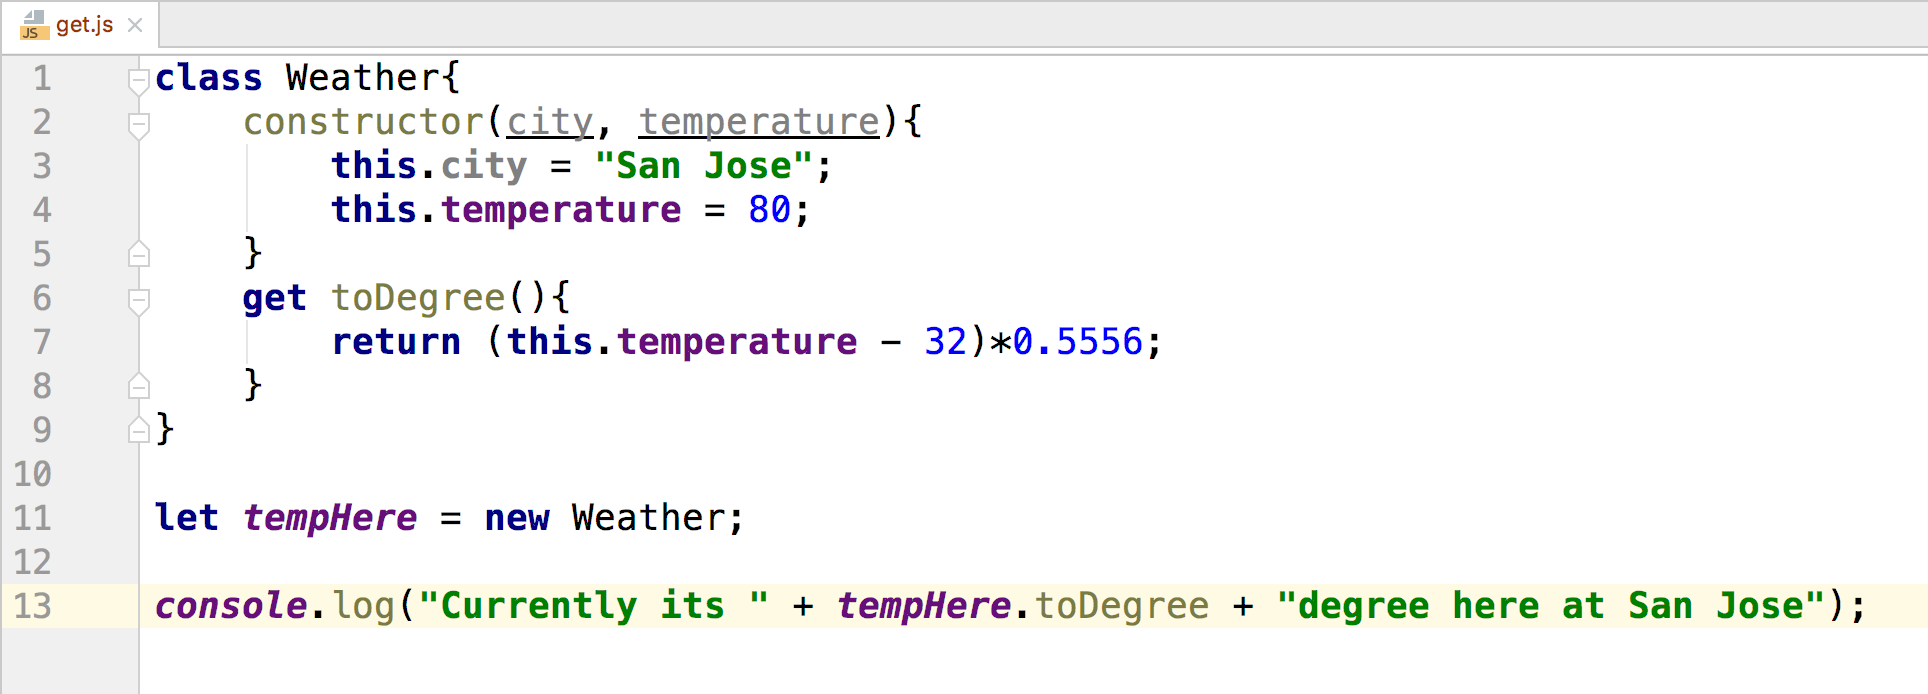 JS get.js
1 class Weather{
2     constructor(city, temperature){
3         this.city = "San Jose";
4         this.temperature = 80;
5     }
6     get toDegree(){
7         return (this.temperature - 32)*0.5556;
8     }
9 }
10
11 let tempHere = new Weather;
12
13 console.log("Currently its " + tempHere.toDegree + "degree here at San Jose");